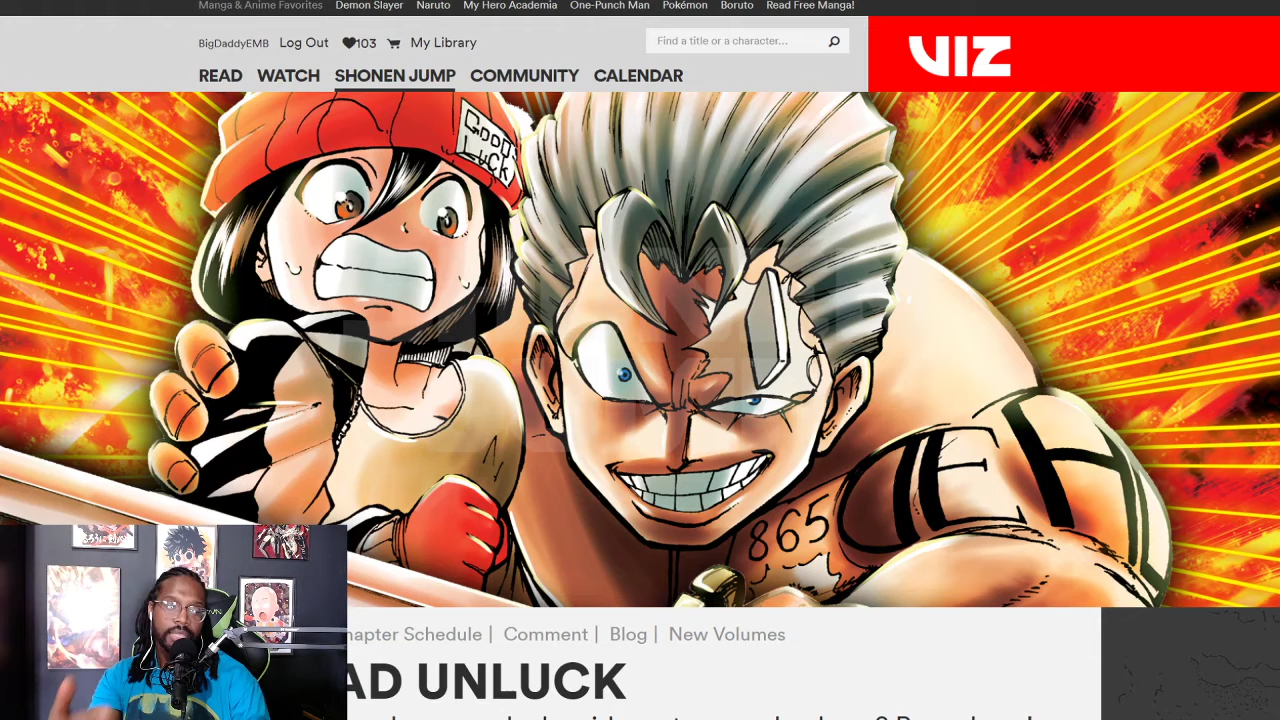 Manga & Anime Favorites Demon Slayer Naruto My Hero Academia One-Punch Man Pokémon Boruto Read Free Manga!
BigDaddyEMB Log Out 103 My Library
Find a title or a character...
VIZ
READ WATCH SHONEN JUMP COMMUNITY CALENDAR
GOOD LUCK
865
DEA
hapter Schedule | Comment | Blog | New Volumes
AD UNLUCK